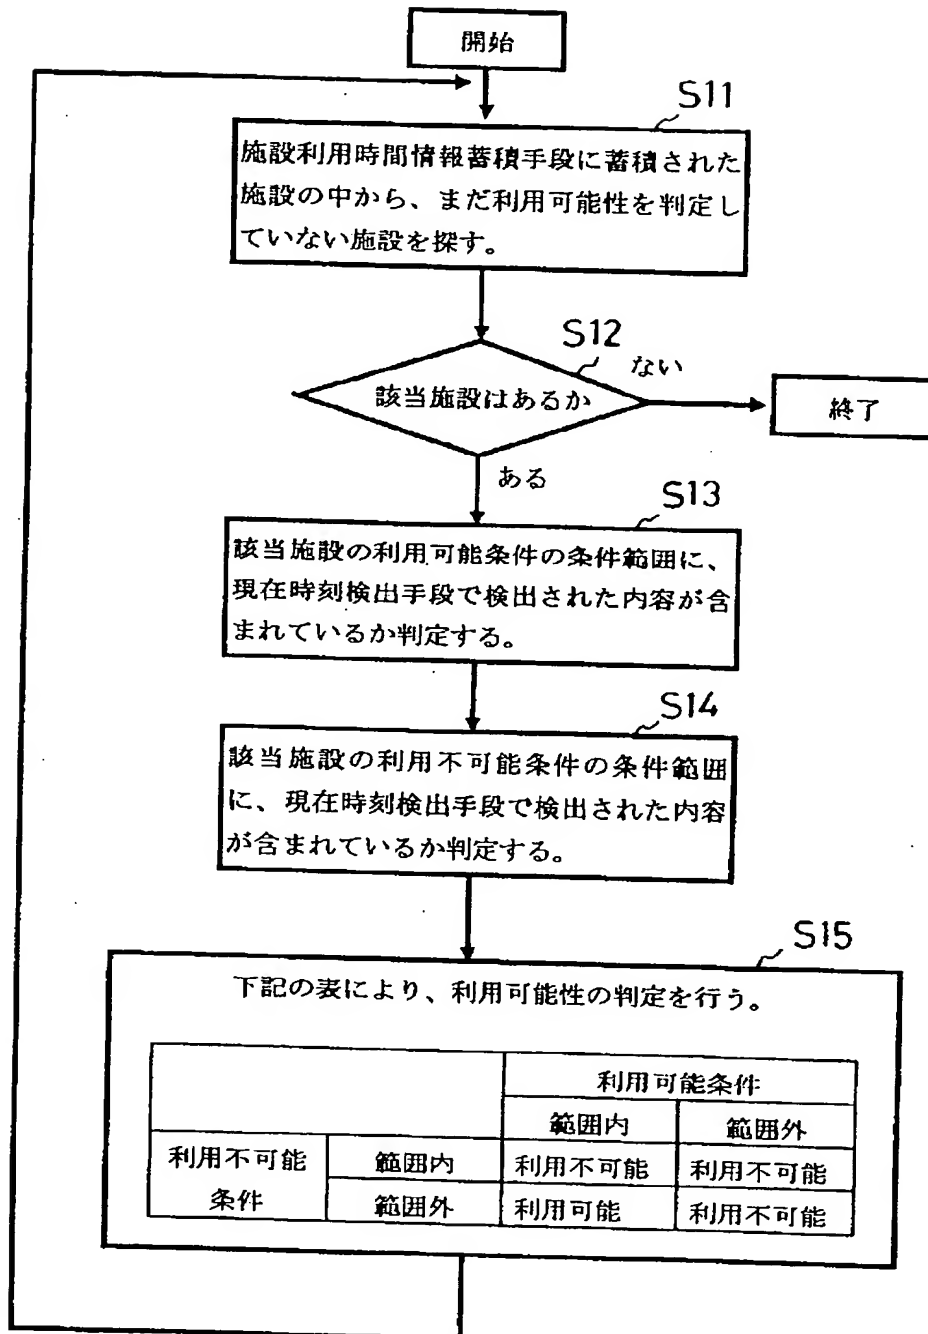 開始
S11
施設利用時間情報蓄積手段に蓄積された
施設の中から、まだ利用可能性を判定し
ていない施設を探す。
S12
ない
該当施設はあるか
終了
ある
S13
該当施設の利用可能条件の条件範囲に、
現在時刻検出手段で検出された内容が含
まれているか判定する。
S14
該当施設の利用不可能条件の条件範囲
に、現在時刻検出手段で検出された内容
が含まれているか判定する。
S15
下記の表により、利用可能性の判定を行う。
利用可能条件
範囲内 範囲外
利用不可能 範囲内 利用不可能 利用不可能
条件 範囲外 利用可能 利用不可能